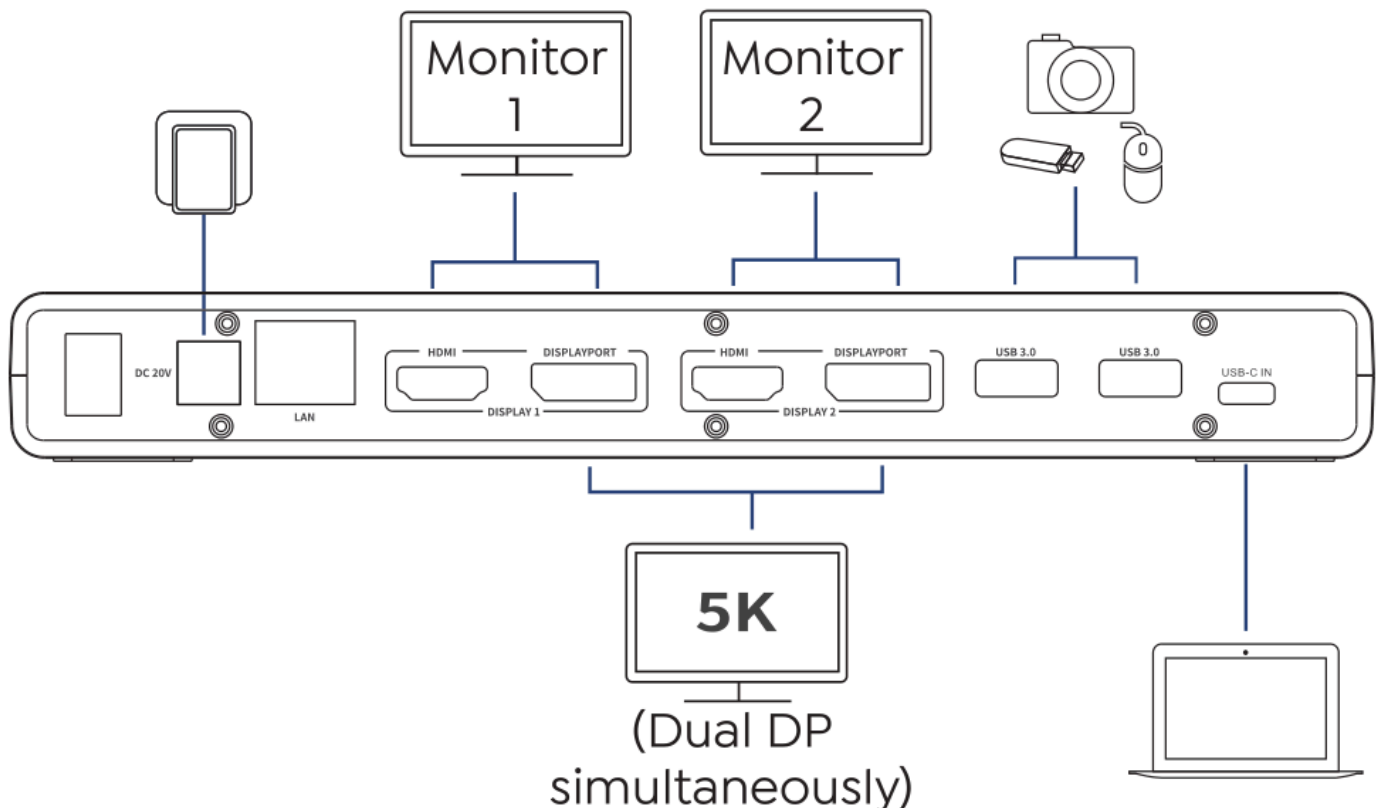 Monitor
1
Monitor
2
DC 20V
LAN
HDMI
DISPLAYPORT
DISPLAY 1
HDMI
DISPLAYPORT
DISPLAY 2
USB 3.0
USB 3.0
USB-C IN
5K
(Dual DP
simultaneously)